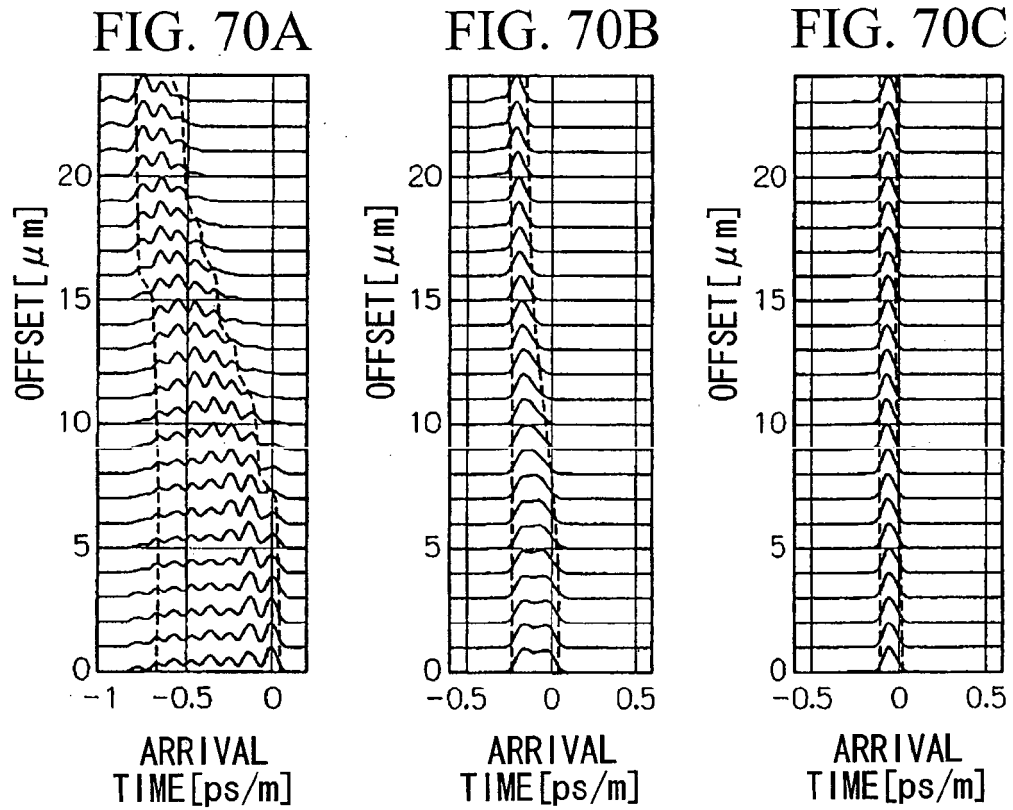 FIG. 70A
20
15
10
5
0
OFFSET [μm]
-1 -0.5 0
ARRIVAL
TIME [ps/m]
FIG. 70B
20
15
10
5
0
OFFSET [μm]
-0.5 0 0.5
ARRIVAL
TIME [ps/m]
FIG. 70C
20
15
10
5
0
OFFSET [μm]
-0.5 0 0.5
ARRIVAL
TIME [ps/m]